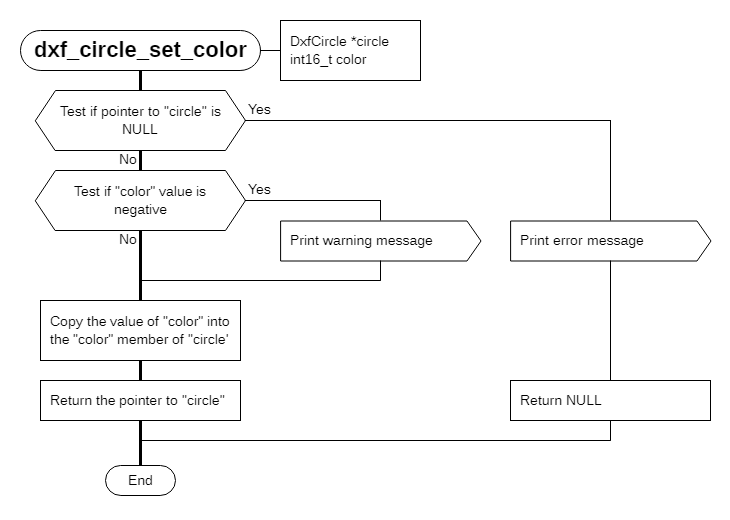 dxf_circle_set_color
DxfCircle *circle
int16_t color
Test if pointer to "circle" is
NULL
Yes
No
Test if "color" value is
negative
Yes
No
Print warning message
Print error message
Copy the value of "color" into
the "color" member of "circle'
Return the pointer to "circle"
Return NULL
End